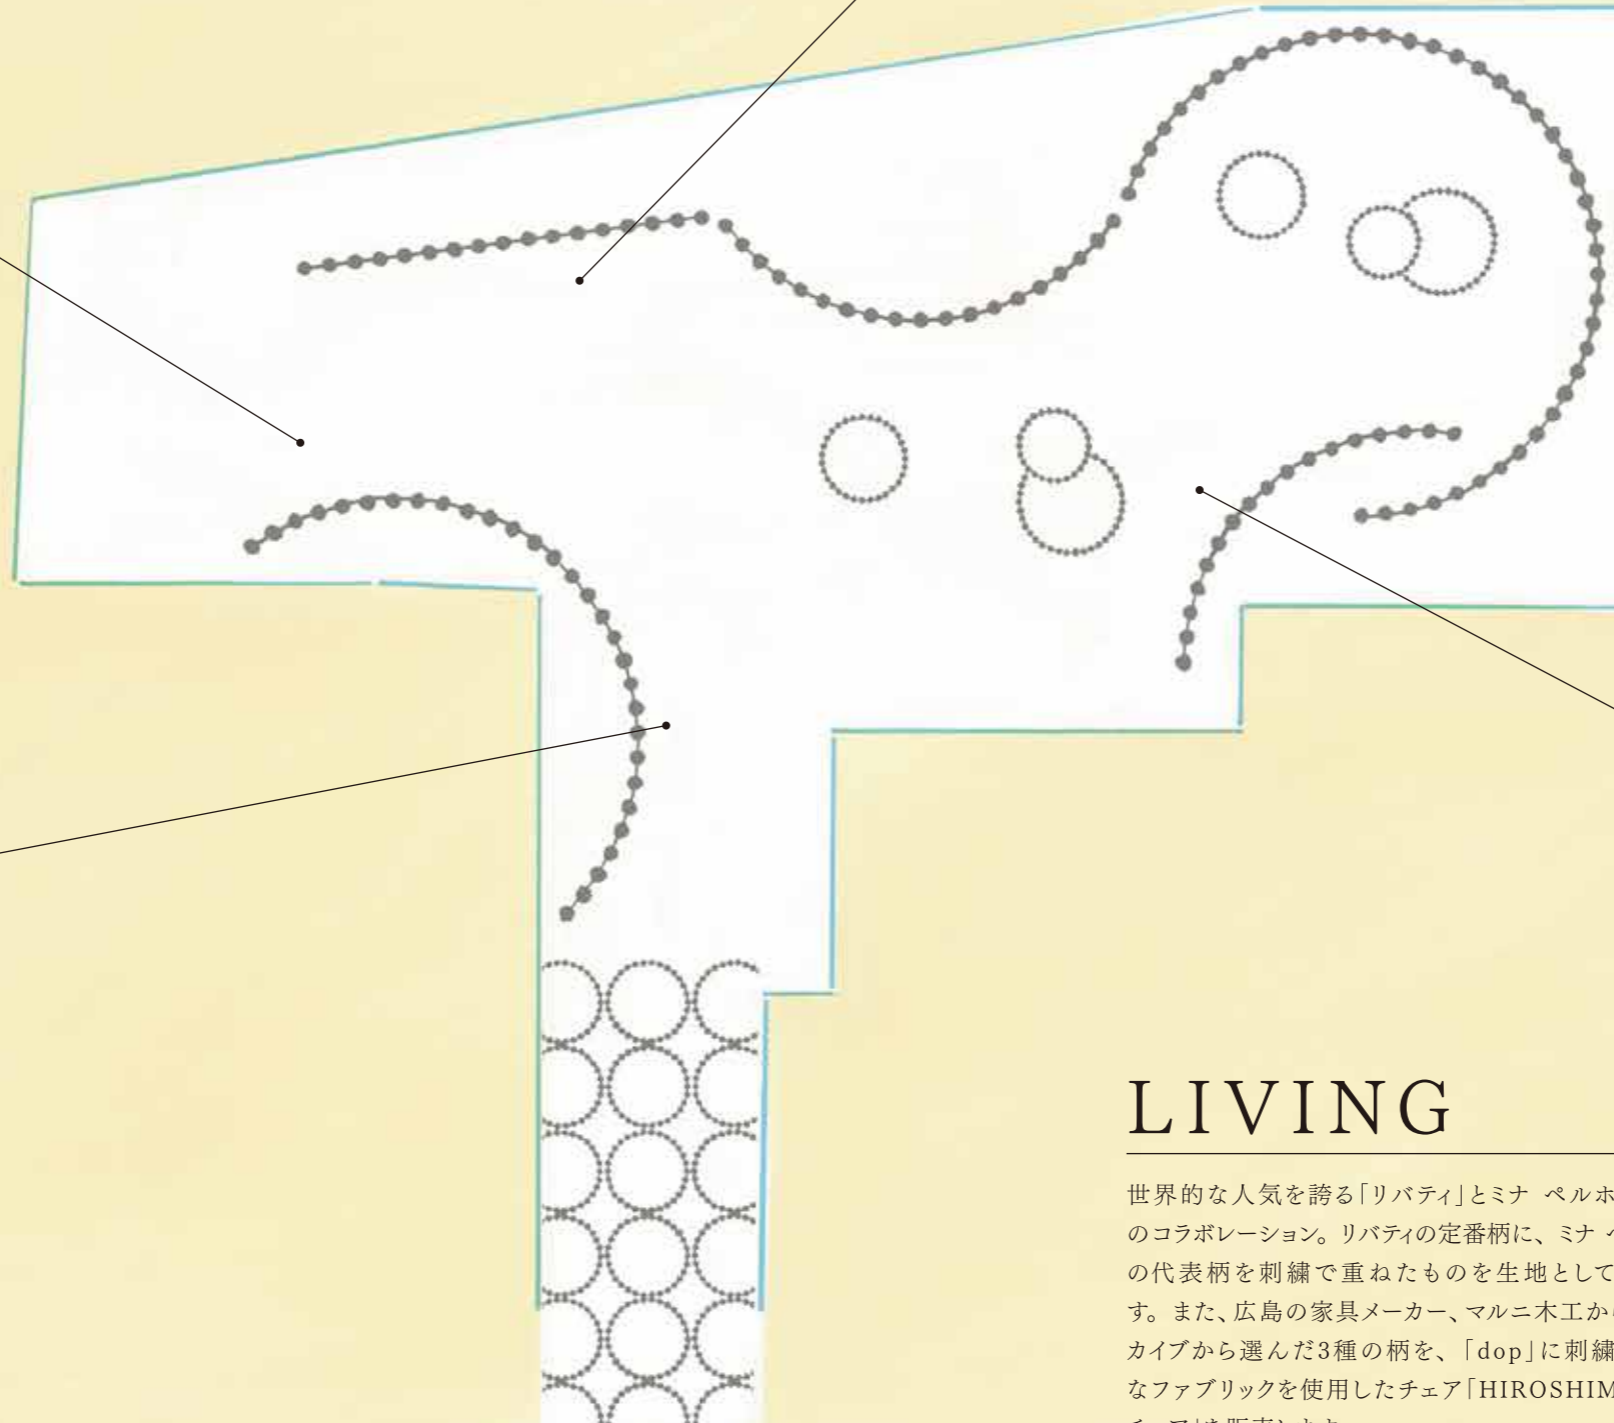 LIVING
世界的な人気を誇る「リバティ」とミナ ペルホ
のコラボレーション。リバティの定番柄に、ミナ
の代表柄を刺繍で重ねたものを生地として
す。また、広島の家具メーカー、マルニ木工か
カイブから選んだ3種の柄を、「dop」に刺繍
なファブリックを使用したチェア「HIROSHIM